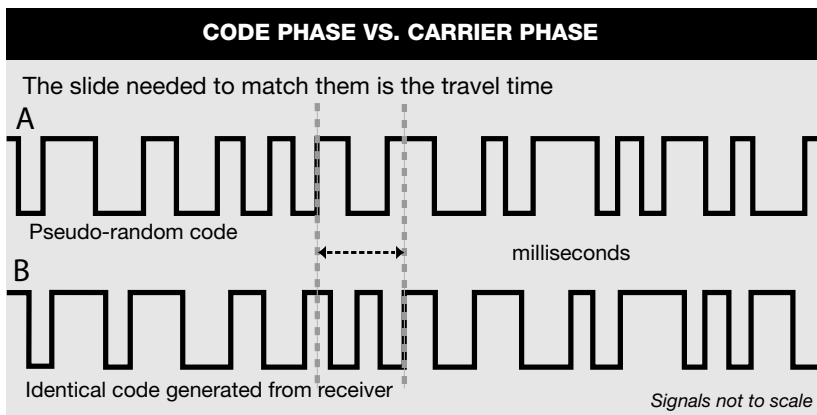 CODE PHASE VS. CARRIER PHASE
The slide needed to match them is the travel time
A
Pseudo-random code
milliseconds
B
Identical code generated from receiver
Signals not to scale